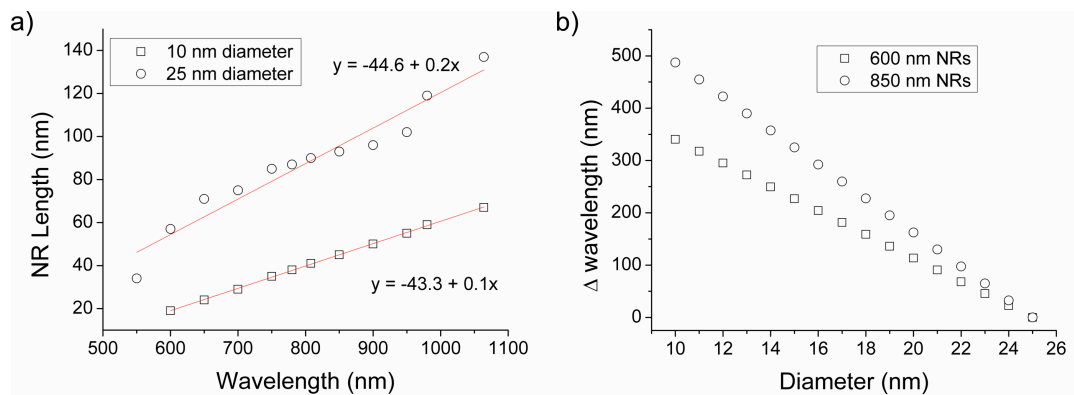 a)
10 nm diameter
25 nm diameter
y = -44.6 + 0.2x
y = -43.3 + 0.1x
NR Length (nm)
140
120
100
80
60
40
20
500 600 700 800 900 1000 1100
Wavelength (nm)
b)
600 nm NRs
850 nm NRs
Δ wavelength (nm)
500
400
300
200
100
0
10 12 14 16 18 20 22 24 26
Diameter (nm)